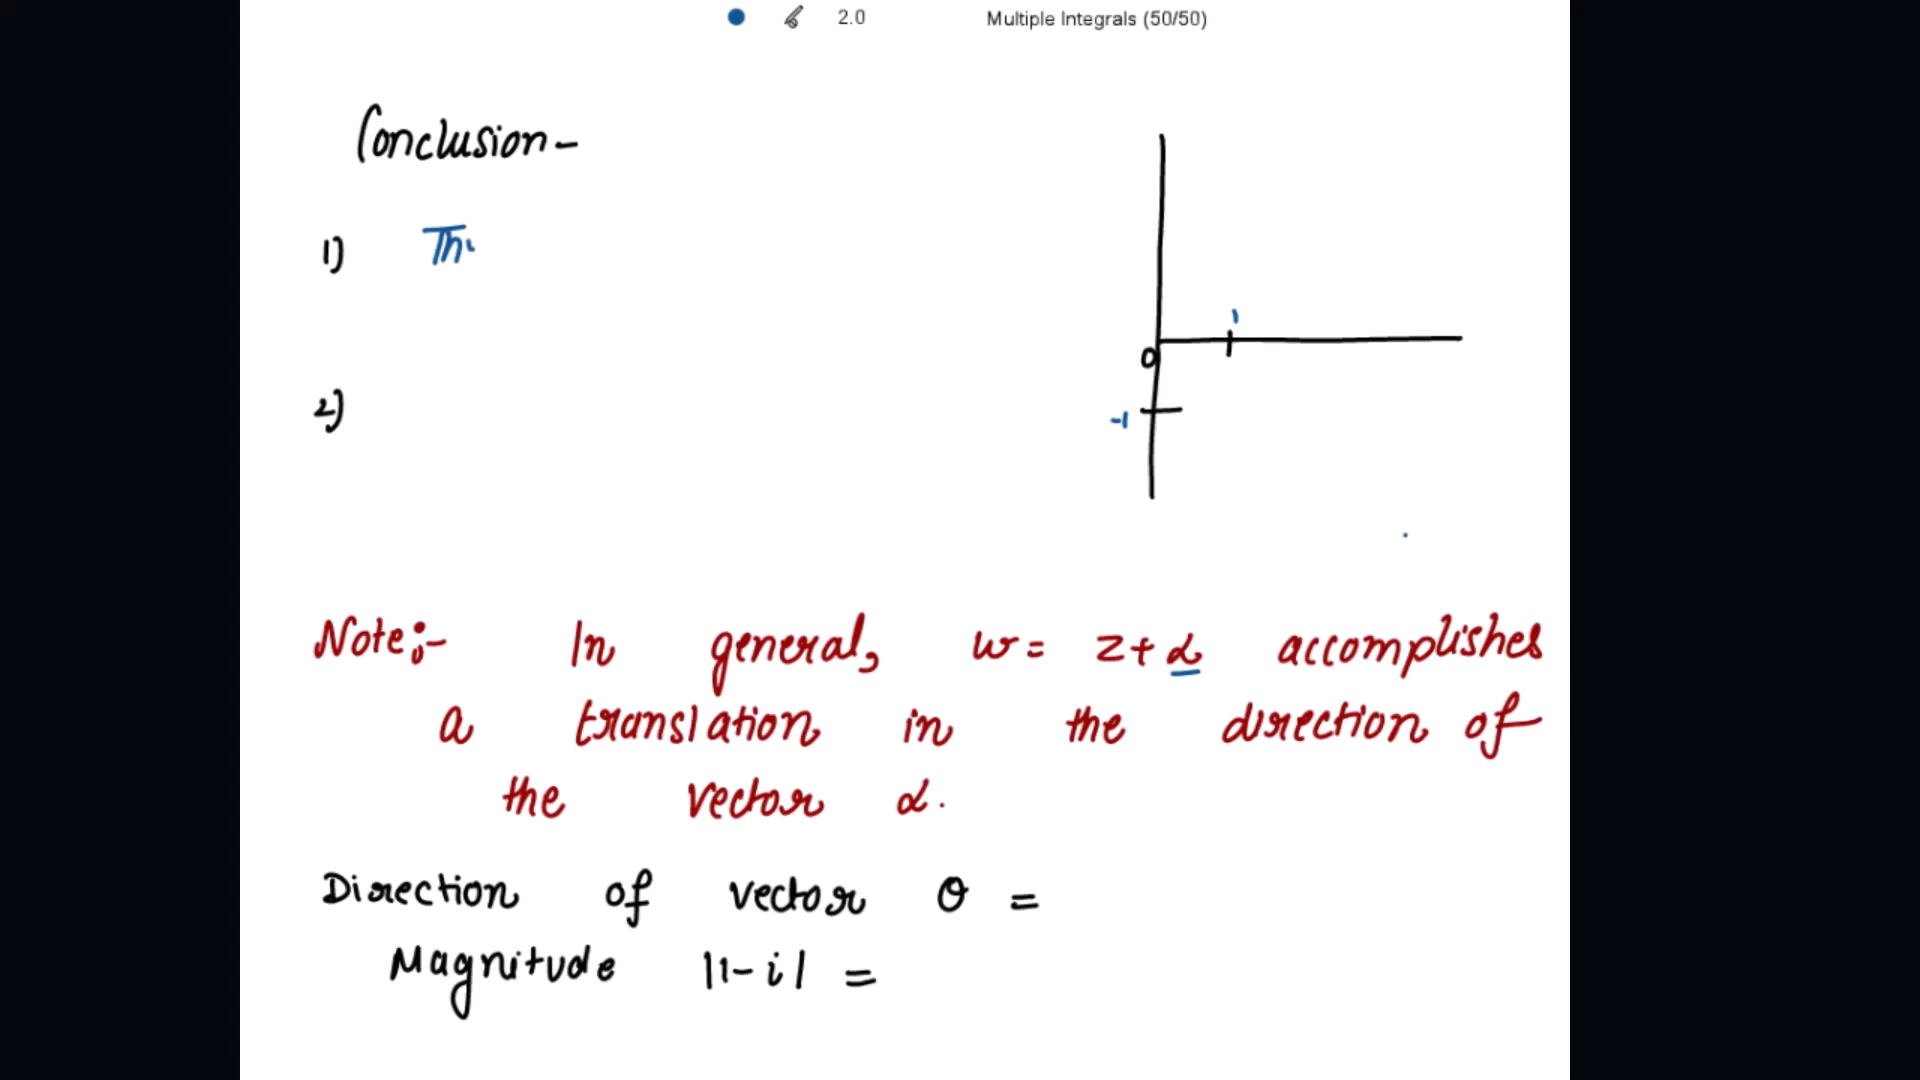 2.0 Multiple Integrals (50/50)
Conclusion-
1) Thi
2)
1
0
-1
Note:- In general, w = z+α accomplishes
a translation in the direction of
the vector α.
Direction of vector θ =
Magnitude |1-i| =